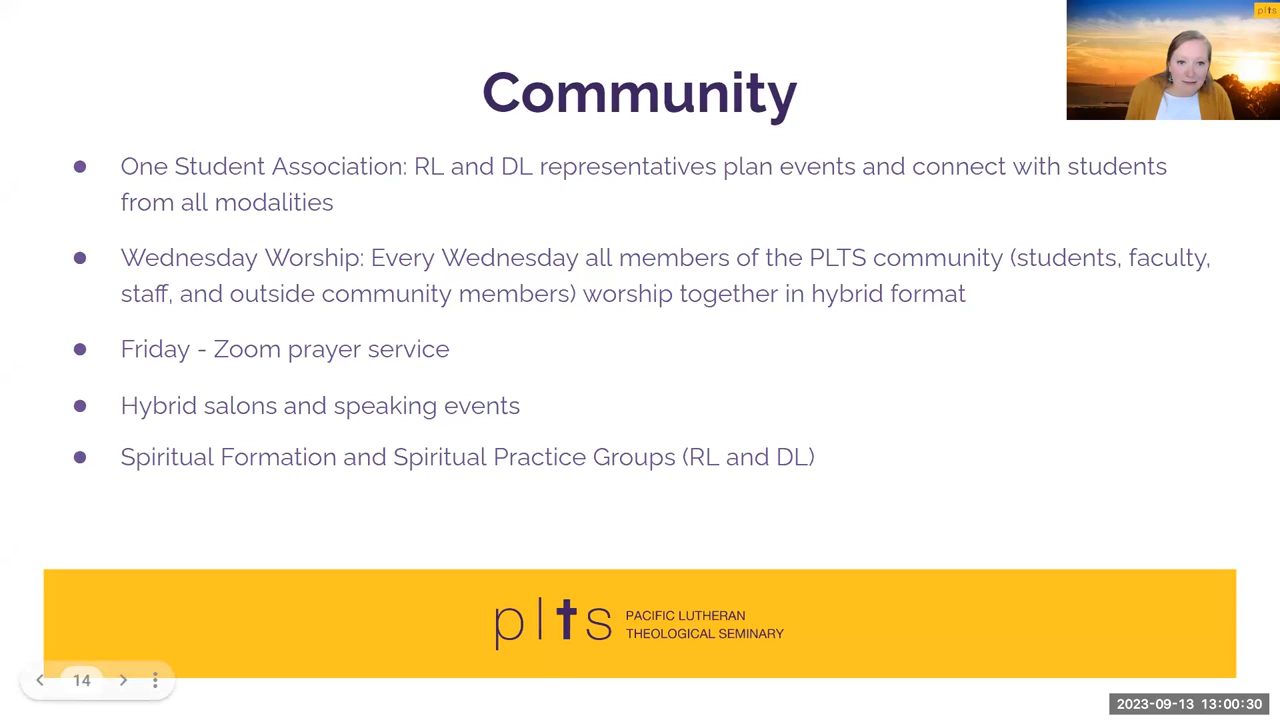 plts
Community
● One Student Association: RL and DL representatives plan events and connect with students
from all modalities
● Wednesday Worship: Every Wednesday all members of the PLTS community (students, faculty,
staff, and outside community members) worship together in hybrid format
● Friday - Zoom prayer service
● Hybrid salons and speaking events
● Spiritual Formation and Spiritual Practice Groups (RL and DL)
plts
PACIFIC LUTHERAN
THEOLOGICAL SEMINARY
14
2023-09-13 13:00:30